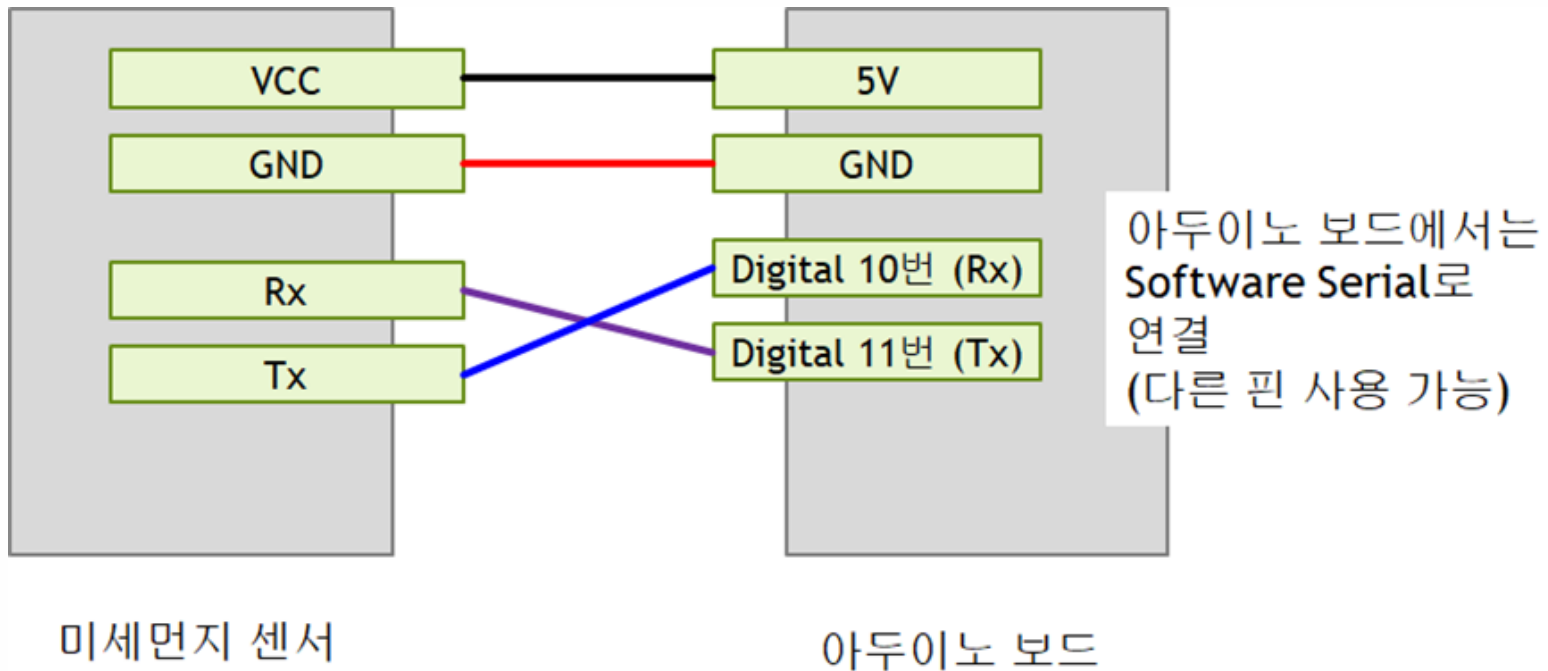 VCC
5V
GND
GND
Rx
Digital 10번 (Rx)
Tx
Digital 11번 (Tx)
아두이노 보드에서는
Software Serial로
연결
(다른 핀 사용 가능)
미세먼지 센서
아두이노 보드